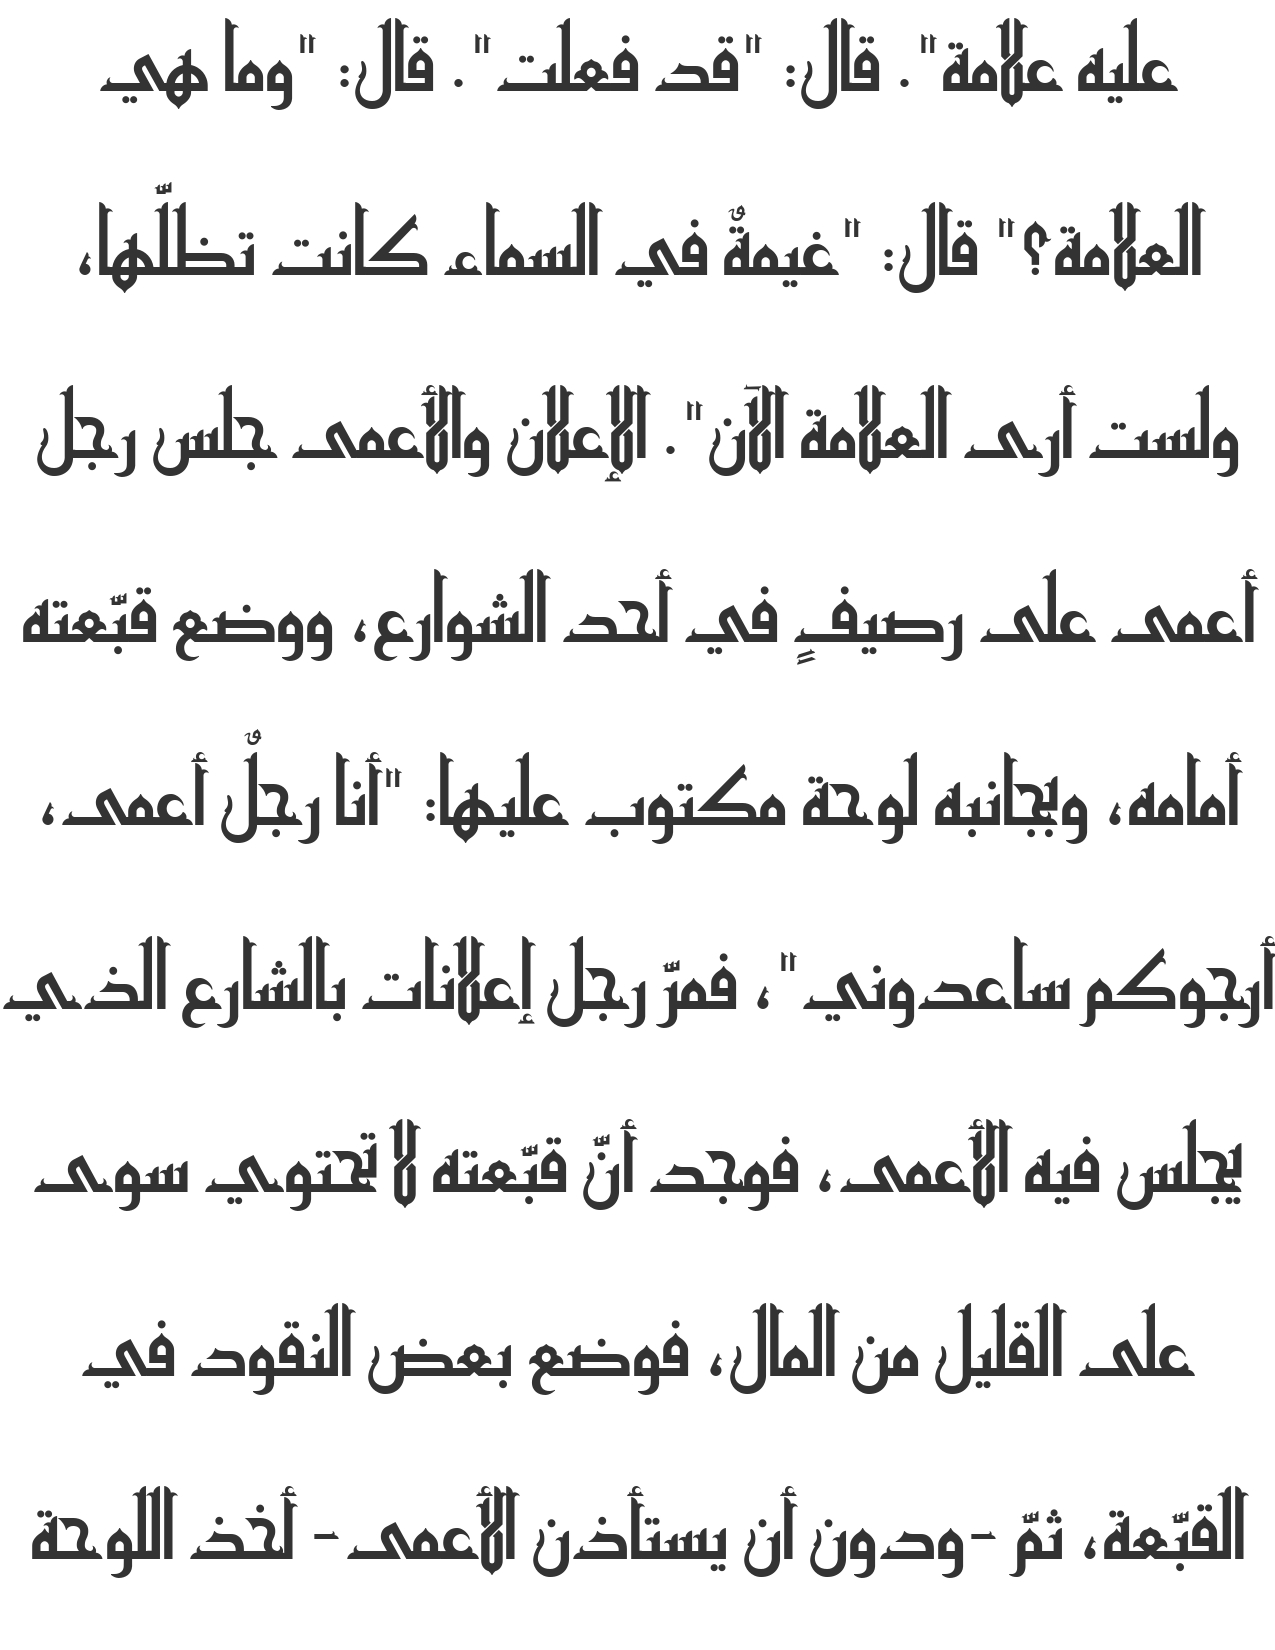 عليه علامة". قال: "قد فعلت". قال: "وما هي
العلامة؟" قال: "غيمةٌ في السماء كانت تظلّها،
ولست أرى العلامة الآن". الإعلان والأعمى جلس رجل
أعمى على رصيفٍ في أحد الشوارع، ووضع قبّعته
أمامه، وبجانبه لوحة مكتوب عليها: "أنا رجلٌ أعمى،
أرجوكم ساعدوني"، فمرّ رجل إعلانات بالشارع الذي
يجلس فيه الأعمى، فوجد أنّ قبّعته لا تحتوي سوى
على القليل من المال، فوضع بعض النقود في
القبّعة، ثمّ -ودون أن يستأذن الأعمى- أخذ اللوحة